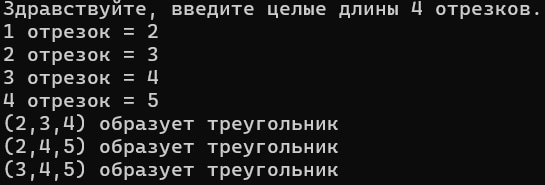 Здравствуйте, введите целые длины 4 отрезков.
1 отрезок = 2
2 отрезок = 3
3 отрезок = 4
4 отрезок = 5
(2,3,4) образует треугольник
(2,4,5) образует треугольник
(3,4,5) образует треугольник